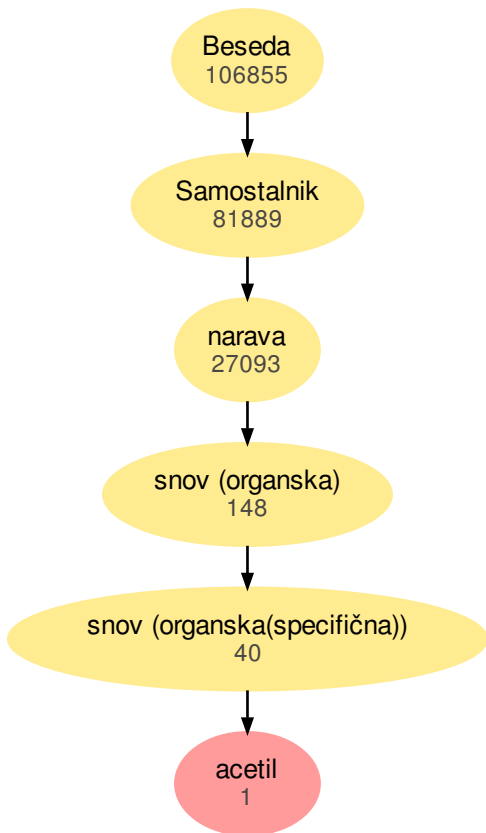 Beseda
106855
Samostalnik
81889
narava
27093
snov (organska)
148
snov (organska(specifična))
40
acetil
1